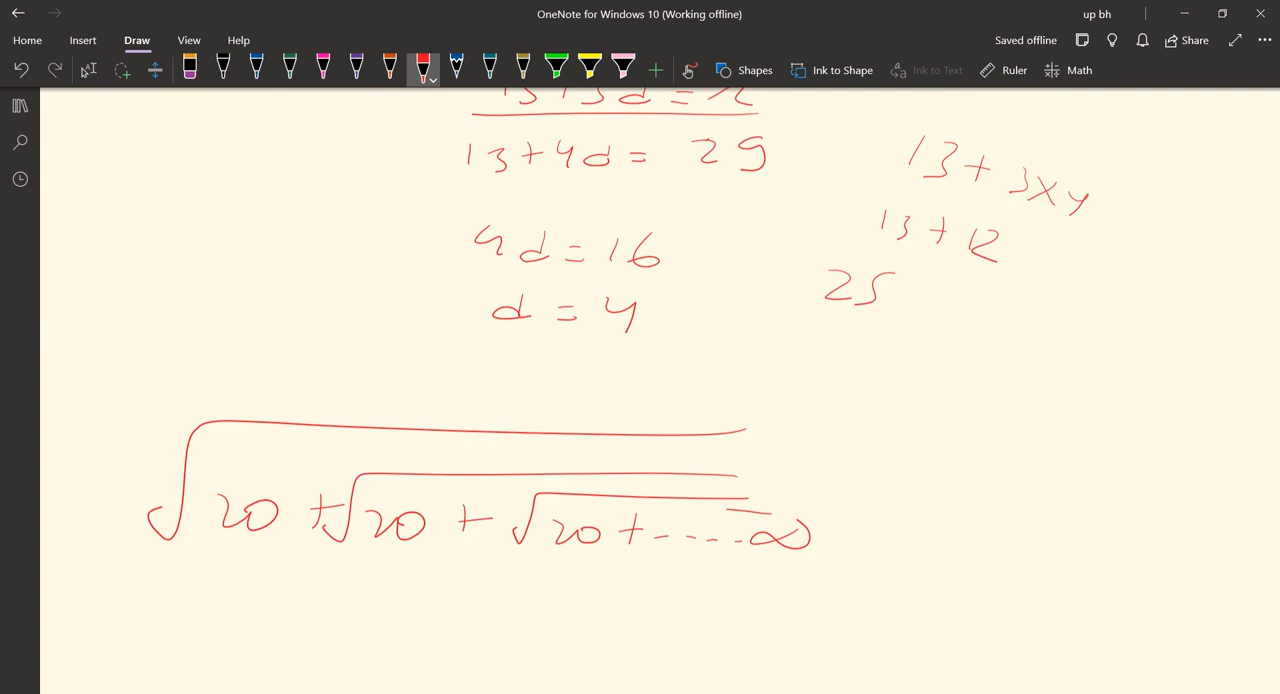 OneNote for Windows 10 (Working offline)
up bh
Home Insert Draw View Help
Saved offline
Share
Shapes
Ink to Shape
Ink to Text
Ruler
Math
13+4d = 29
4d = 16
d = 4
13 + 3x4
13 + 12
25
√20 + √20 + √20 + ..... ∞